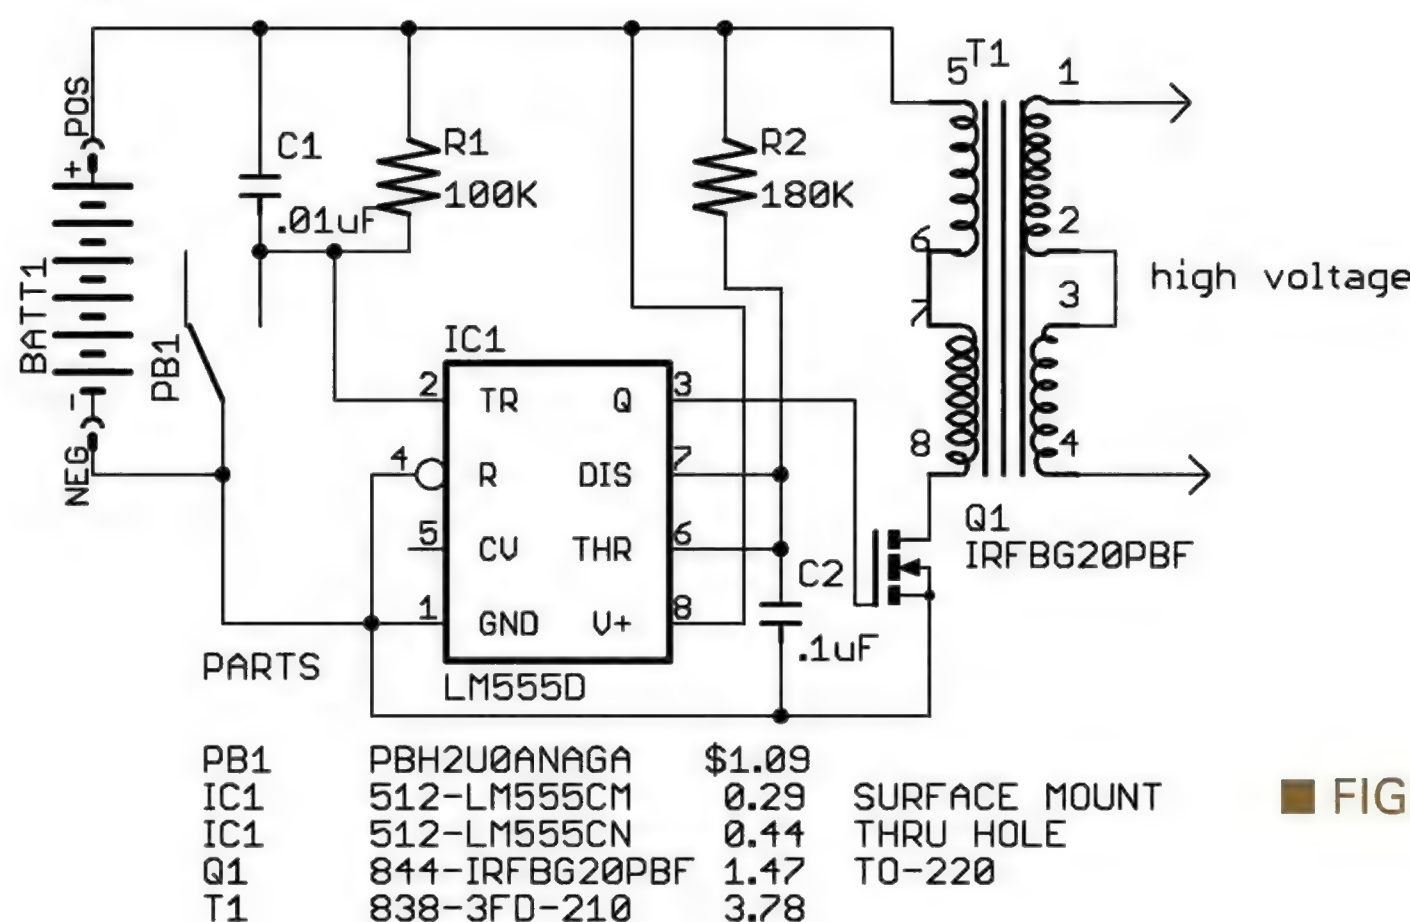 T1
5
1
POS
+
C1
.01uF
R1
100K
R2
180K
6
2
7
3
high voltage
BATT1
PB1
-
NEG
IC1
2
TR
Q
3
4
R
DIS
7
5
CV
THR
6
1
GND
V+
8
LM555D
8
4
Q1
IRFBG20PBF
C2
.1uF
PARTS
PB1 PBH2U0ANAGA $1.09
IC1 512-LM555CM 0.29 SURFACE MOUNT
IC1 512-LM555CN 0.44 THRU HOLE
Q1 844-IRFBG20PBF 1.47 TO-220
T1 838-3FD-210 3.78
FIG